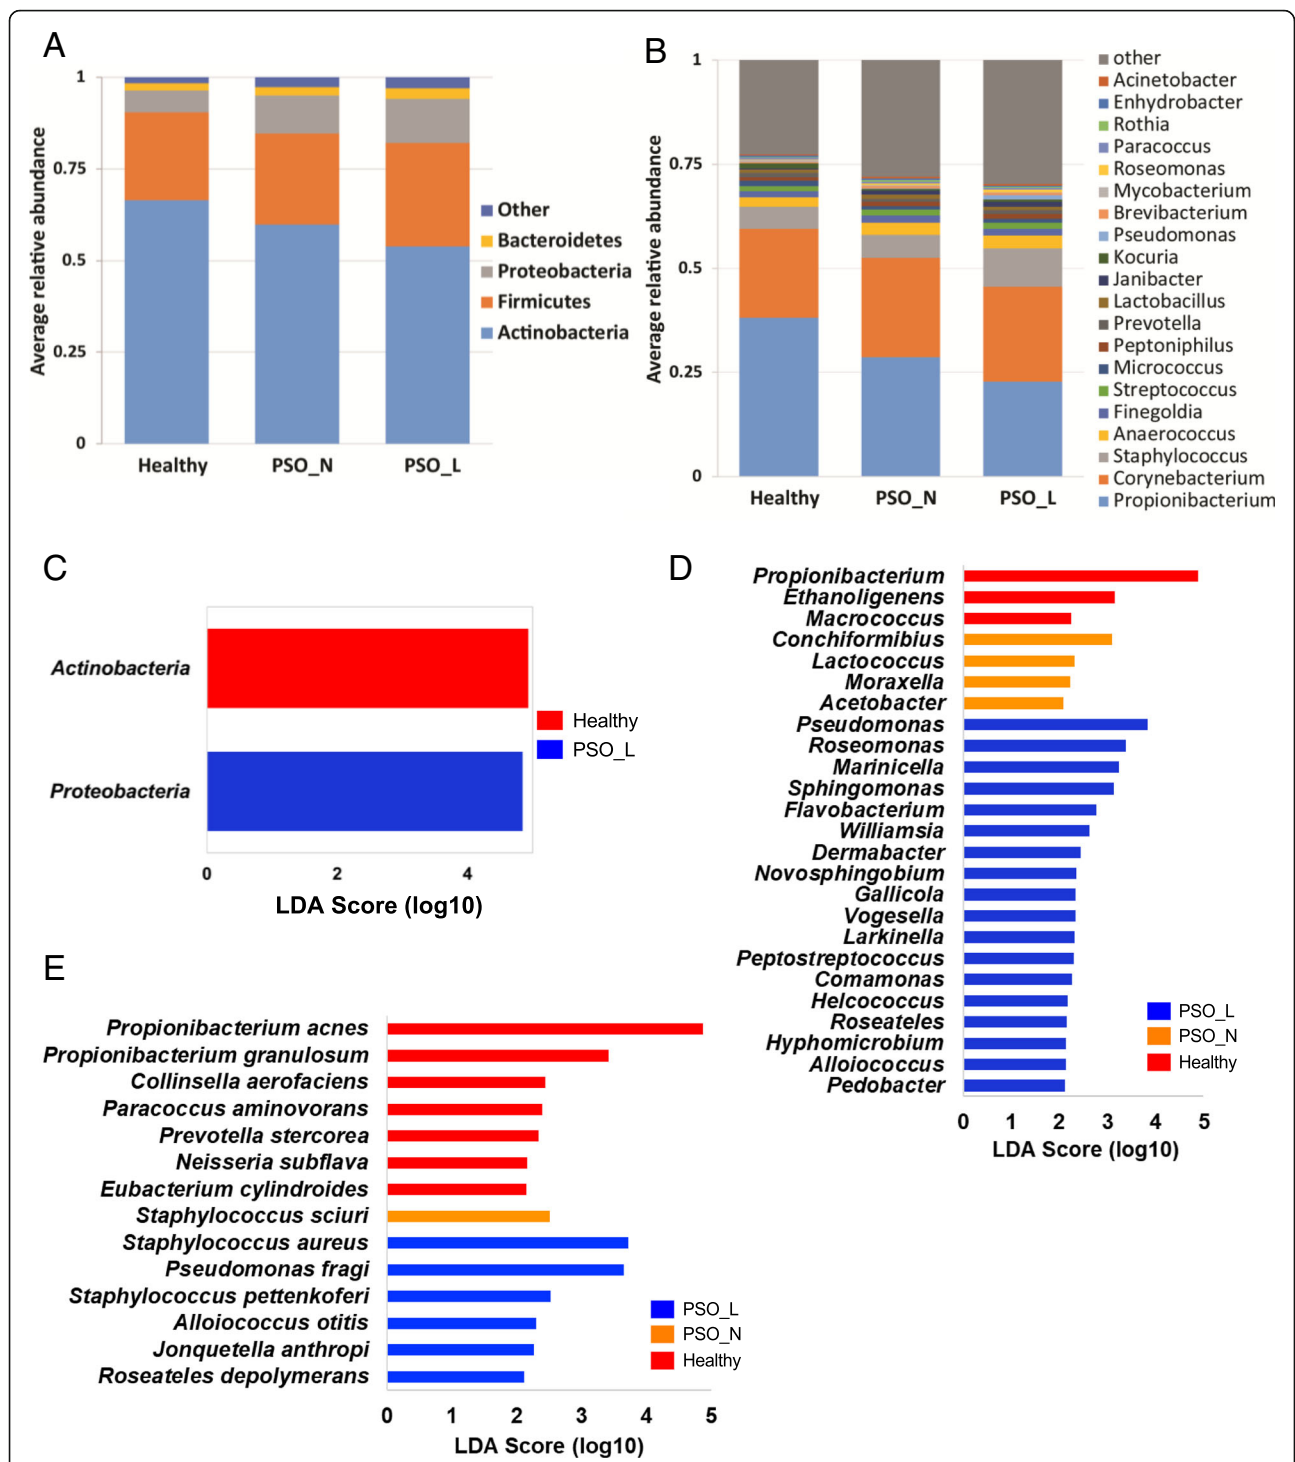 A
1
0.75
0.5
0.25
0
Average relative abundance
Healthy
PSO_N
PSO_L
Other
Bacteroidetes
Proteobacteria
Firmicutes
Actinobacteria
B
1
0.75
0.5
0.25
0
Average relative abundance
Healthy
PSO_N
PSO_L
other
Acinetobacter
Enhydrobacter
Rothia
Paracoccus
Roseomonas
Mycobacterium
Brevibacterium
Pseudomonas
Kocuria
Janibacter
Lactobacillus
Prevotella
Peptoniphilus
Micrococcus
Streptococcus
Finegoldia
Anaerococcus
Staphylococcus
Corynebacterium
Propionibacterium
C
Actinobacteria
Proteobacteria
0 2 4
LDA Score (log10)
Healthy
PSO_L
D
Propionibacterium
Ethanoligenens
Macrococcus
Conchiformibius
Lactococcus
Moraxella
Acetobacter
Pseudomonas
Roseomonas
Marinicella
Sphingomonas
Flavobacterium
Williamsia
Dermabacter
Novosphingobium
Gallicola
Vogesella
Larkinella
Peptostreptococcus
Comamonas
Helcococcus
Roseateles
Hyphomicrobium
Alloiococcus
Pedobacter
PSO_L
PSO_N
Healthy
0 1 2 3 4 5
LDA Score (log10)
E
Propionibacterium acnes
Propionibacterium granulosum
Collinsella aerofaciens
Paracoccus aminovorans
Prevotella stercorea
Neisseria subflava
Eubacterium cylindroides
Staphylococcus sciuri
Staphylococcus aureus
Pseudomonas fragi
Staphylococcus pettenkoferi
Alloiococcus otitis
Jonquetella anthropi
Roseateles depolymerans
PSO_L
PSO_N
Healthy
0 1 2 3 4 5
LDA Score (log10)